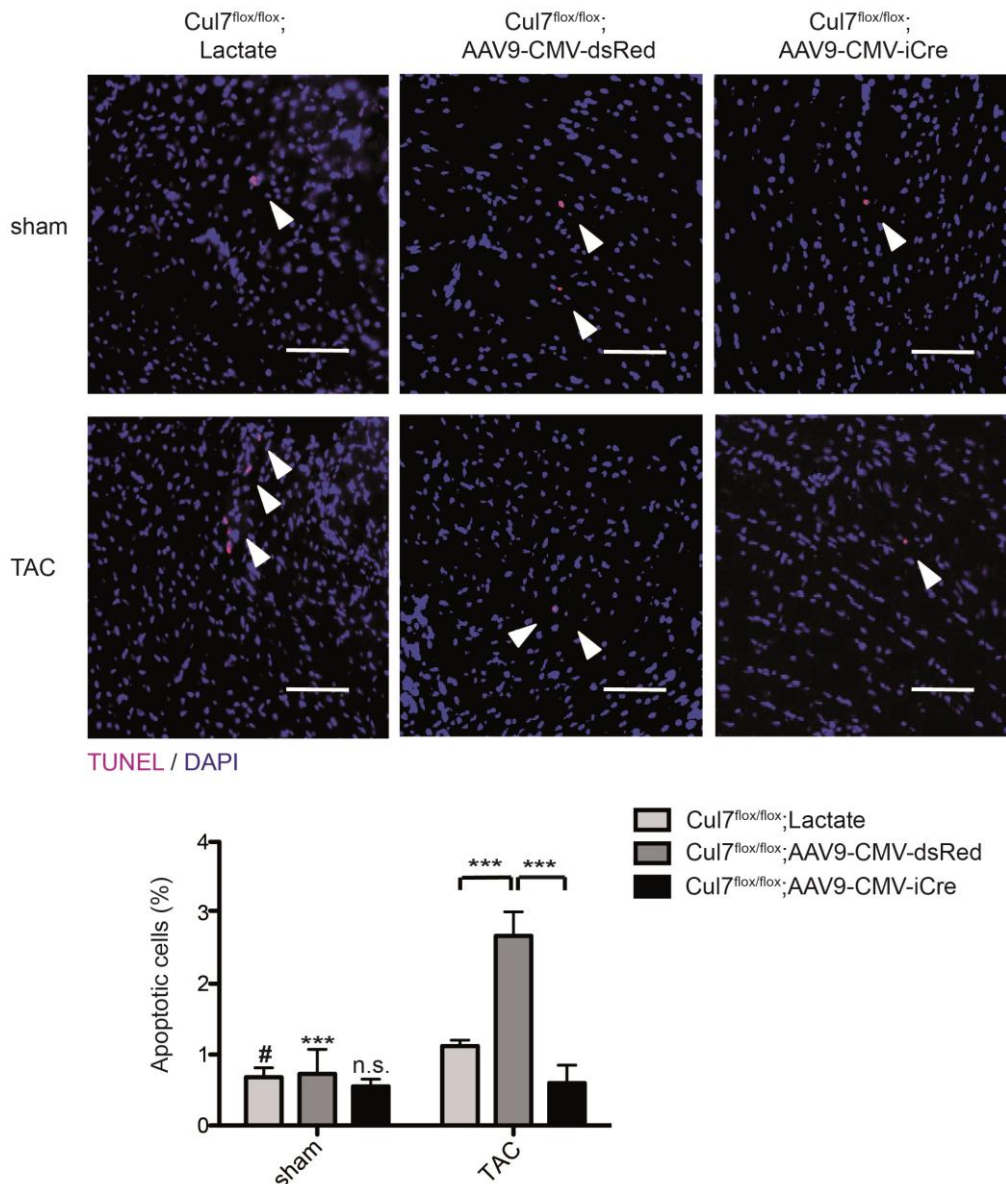 Cul7flox/flox;
Lactate
Cul7flox/flox;
AAV9-CMV-dsRed
Cul7flox/flox;
AAV9-CMV-iCre
sham
TAC
TUNEL / DAPI
Cul7flox/flox;Lactate
Cul7flox/flox;AAV9-CMV-dsRed
Cul7flox/flox;AAV9-CMV-iCre
Apoptotic cells (%)
4
3
2
1
0
*** ***
# *** n.s.
sham
TAC